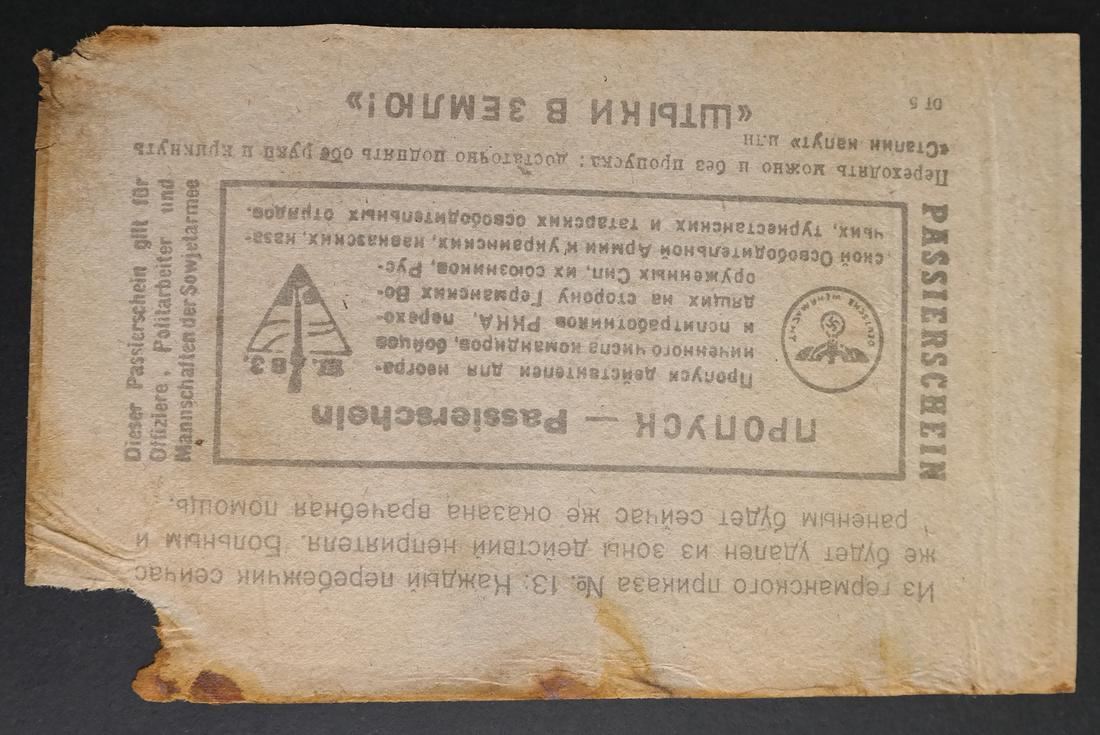 Из германского приказа №. 13: Каждый перебежчик сейчас
же будет удален из зоны действий неприятеля. Больным и
раненым будет сейчас же оказана врачебная помощь.
PASSIERSCHEIN
ПРОПУСК — Passierschein
Пропуск действителен для неогра-
ниченного числа командиров, бойцов
и политработников РККА, перехо-
дящих на сторону Германских Во-
оруженных Сил, их союзников, Рус-
ской Освободительной Армии и украинских, кавказских, каза-
чьих, туркестанских и татарских освободительных отрядов.
DEUTSCHE WEHRMACHT
Ш. В З.
Dieser Passierschein gilt für
Offiziere, Politarbeiter und
Mannschaften der Sowjetarmee
Переходить можно и без пропуска: достаточно поднять обе руки и крикнуть
«Сталин капут» или
«ШТЫКИ В ЗЕМЛЮ!»
DT 5